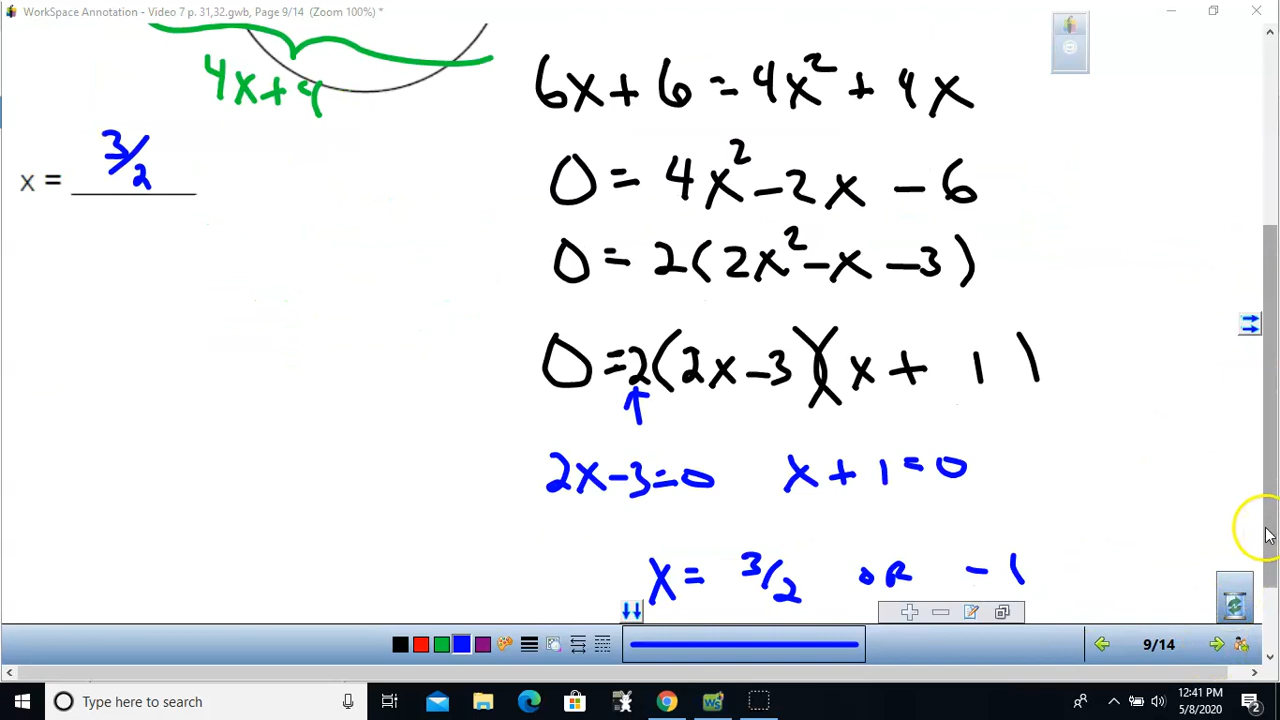 WorkSpace Annotation - Video 7 p. 31,32.gwb, Page 9/14 (Zoom 100%) *
4x+4
x = 3/2
6x+6=4x²+4x
0=4x²-2x-6
0=2(2x²-x-3)
0=2(2x-3)(x+1)
2x-3=0 x+1=0
x= 3/2 OR -1
9/14
Type here to search
12:41 PM
5/8/2020
2